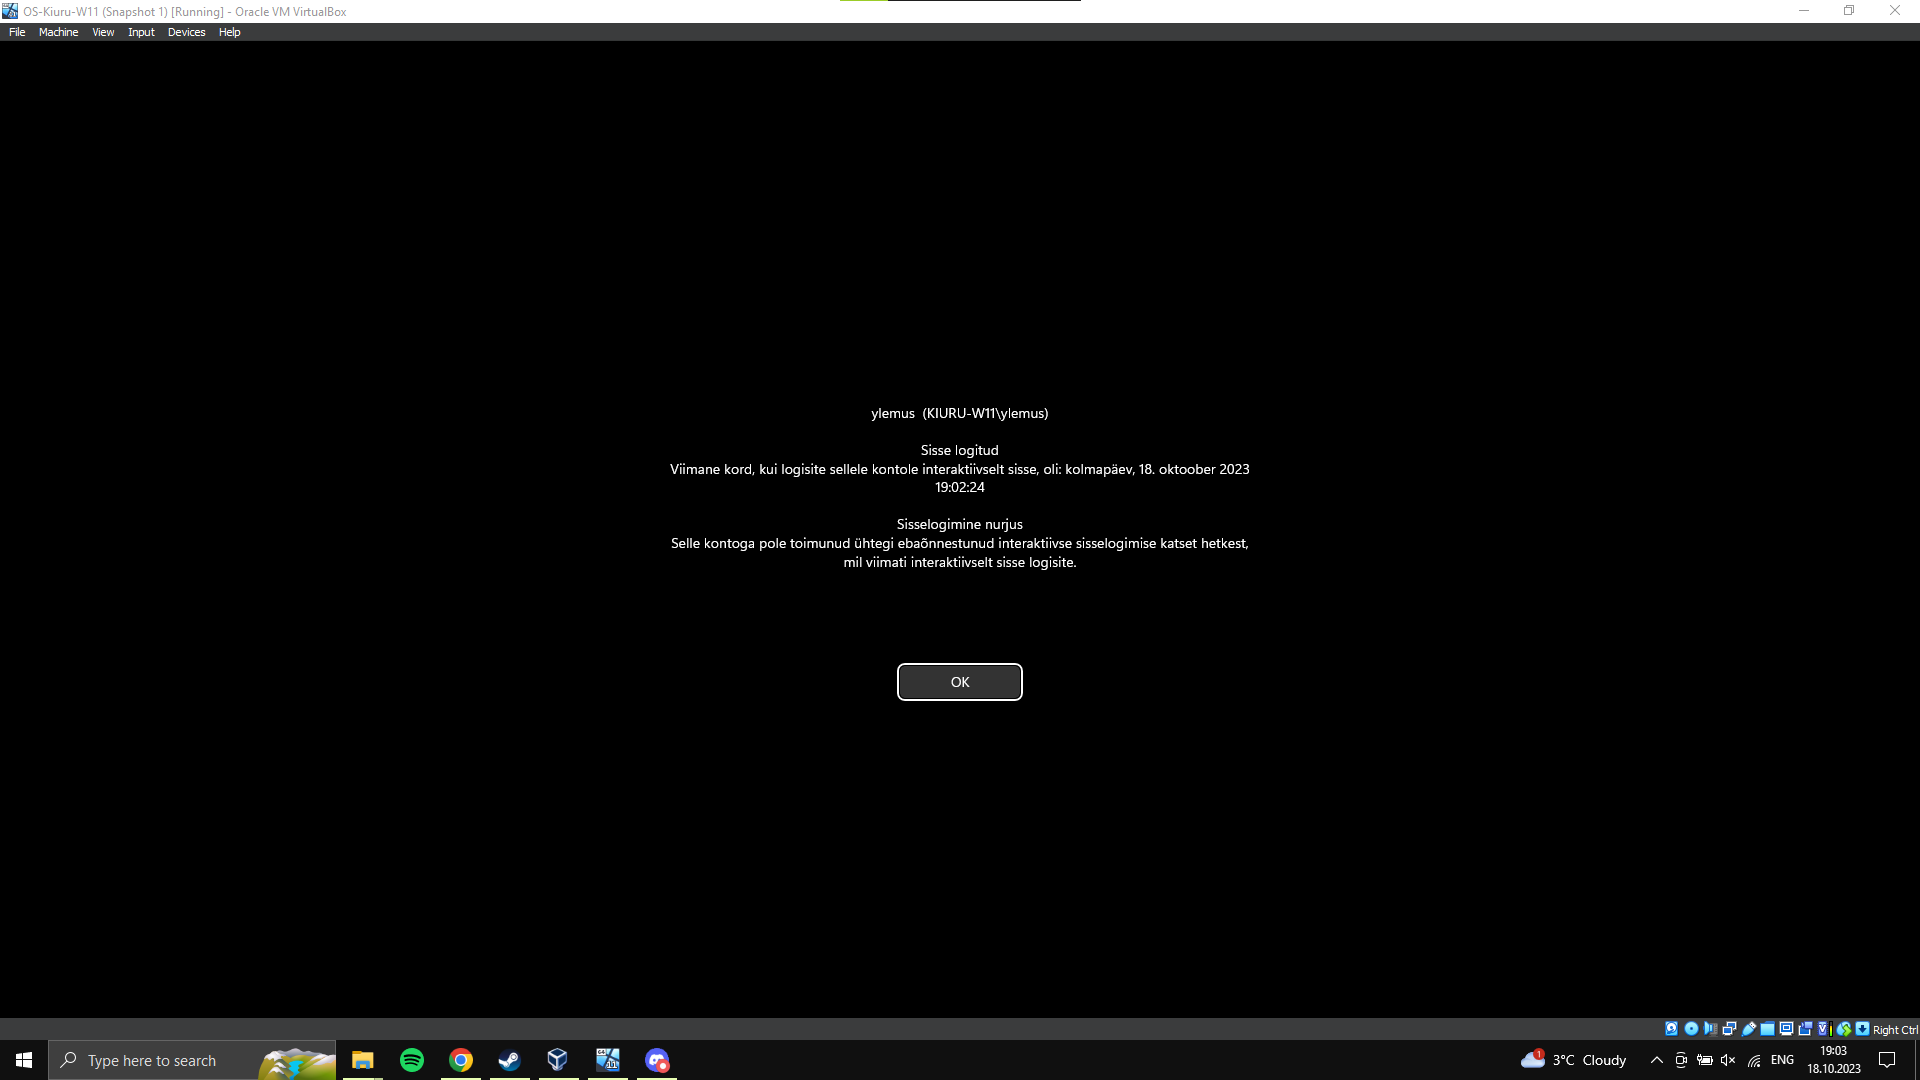 OS-Kiuru-W11 (Snapshot 1) [Running] - Oracle VM VirtualBox
File Machine View Input Devices Help
ylemus (KIURU-W11\ylemus)
Sisse logitud
Viimane kord, kui logisite sellele kontole interaktiivselt sisse, oli: kolmapäev, 18. oktoober 2023
19:02:24
Sisselogimine nurjus
Selle kontoga pole toimunud ühtegi ebaõnnestunud interaktiivse sisselogimise katset hetkest,
mil viimati interaktiivselt sisse logisite.
OK
Right Ctrl
Type here to search
1
3°C Cloudy
ENG
19:03
18.10.2023